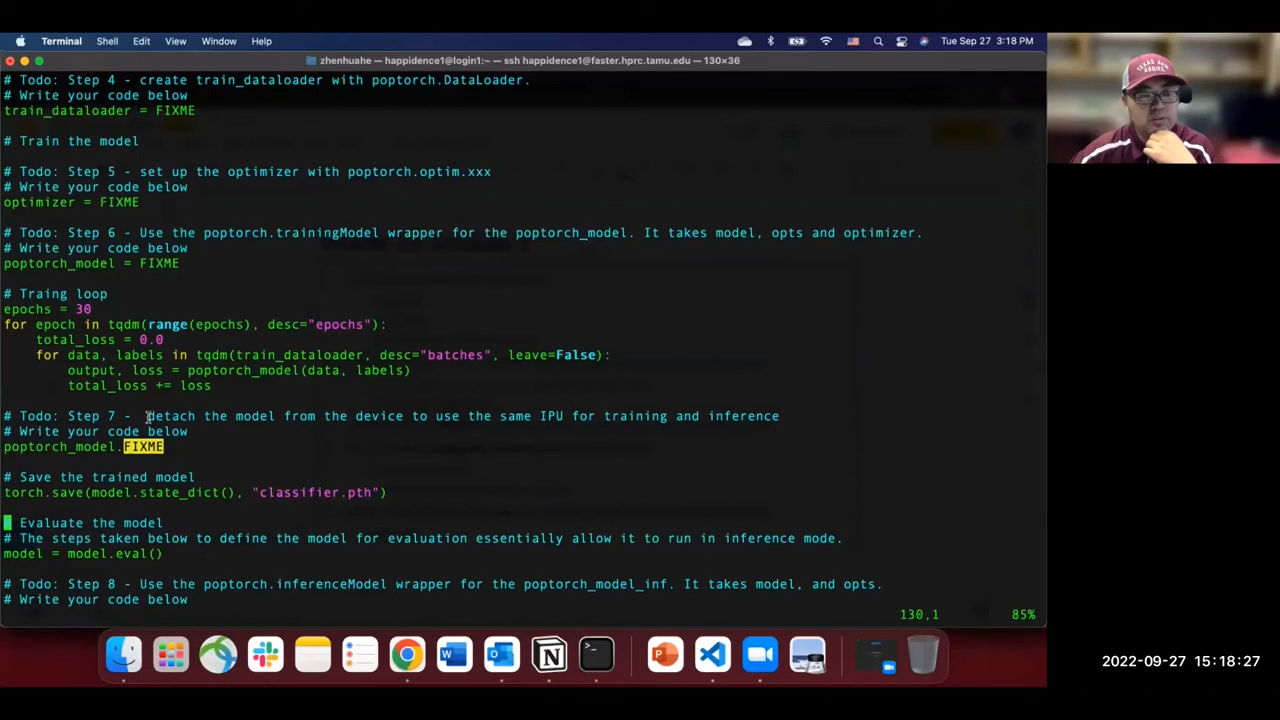 Terminal Shell Edit View Window Help Tue Sep 27 3:18 PM
zhenhuahe — happidence1@login1:~ — ssh happidence1@faster.hprc.tamu.edu — 130×36
# Todo: Step 4 - create train_dataloader with poptorch.DataLoader.
# Write your code below
train_dataloader = FIXME
# Train the model
# Todo: Step 5 - set up the optimizer with poptorch.optim.xxx
# Write your code below
optimizer = FIXME
# Todo: Step 6 - Use the poptorch.trainingModel wrapper for the poptorch_model. It takes model, opts and optimizer.
# Write your code below
poptorch_model = FIXME
# Traing loop
epochs = 30
for epoch in tqdm(range(epochs), desc="epochs"):
total_loss = 0.0
for data, labels in tqdm(train_dataloader, desc="batches", leave=False):
output, loss = poptorch_model(data, labels)
total_loss += loss
# Todo: Step 7 - detach the model from the device to use the same IPU for training and inference
# Write your code below
poptorch_model.FIXME
# Save the trained model
torch.save(model.state_dict(), "classifier.pth")
Evaluate the model
# The steps taken below to define the model for evaluation essentially allow it to run in inference mode.
model = model.eval()
# Todo: Step 8 - Use the poptorch.inferenceModel wrapper for the poptorch_model_inf. It takes model, and opts.
# Write your code below
130,1 85%
2022-09-27 15:18:27